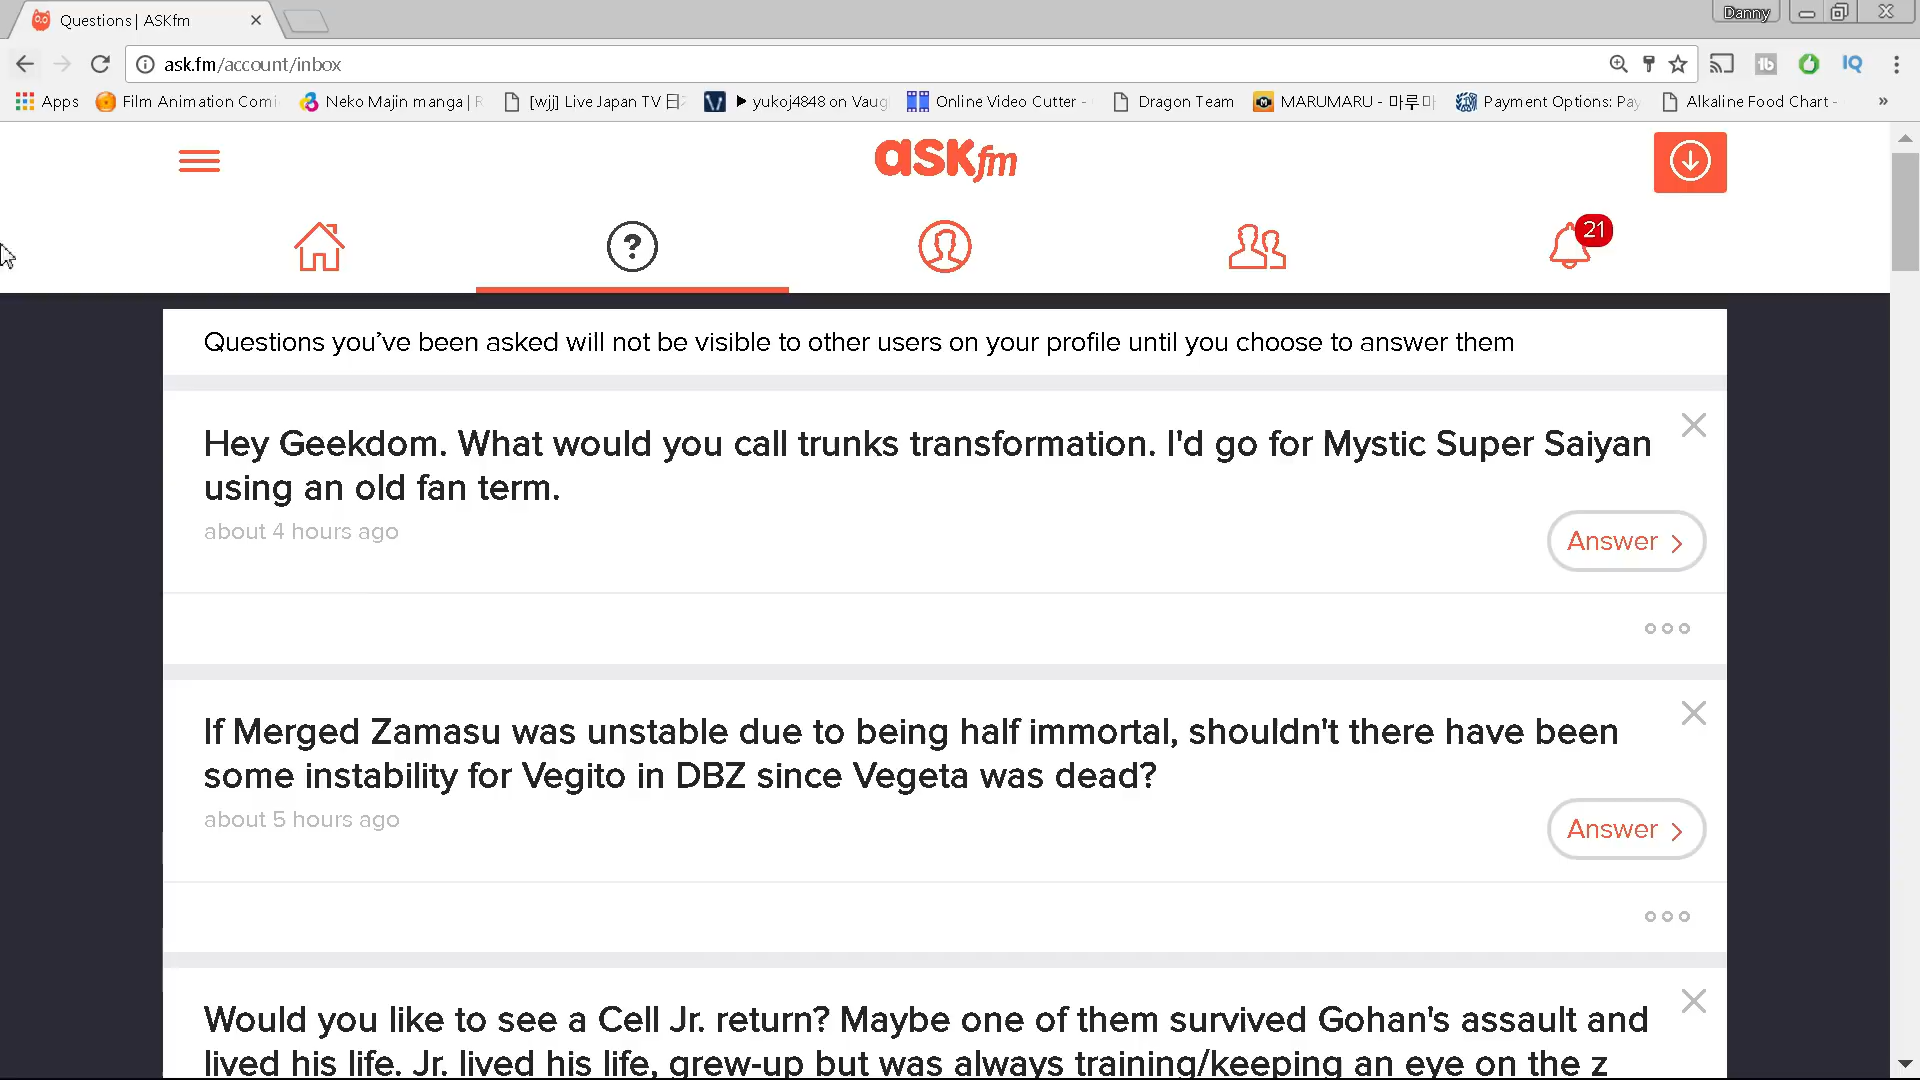 Questions | ASKfm
Danny
ask.fm/account/inbox
Apps
Film Animation Comi
Neko Majin manga | R
[wjj] Live Japan TV 日
▶ yukoj4848 on Vaug
Online Video Cutter -
Dragon Team
MARUMARU - 마루마
Payment Options: Pay
Alkaline Food Chart -
»
ASKfm
21
Questions you've been asked will not be visible to other users on your profile until you choose to answer them
Hey Geekdom. What would you call trunks transformation. I'd go for Mystic Super Saiyan
using an old fan term.
about 4 hours ago
Answer
If Merged Zamasu was unstable due to being half immortal, shouldn't there have been
some instability for Vegito in DBZ since Vegeta was dead?
about 5 hours ago
Answer
Would you like to see a Cell Jr. return? Maybe one of them survived Gohan's assault and
lived his life. Jr. lived his life, grew-up but was always training/keeping an eye on the z